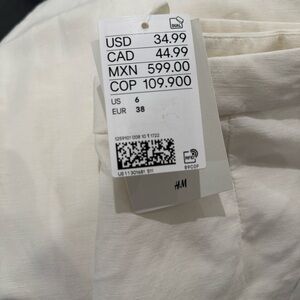 USD 34.99
CAD 44.99
MXN 599.00
COP 109.900
US 6
EUR 38
H&M